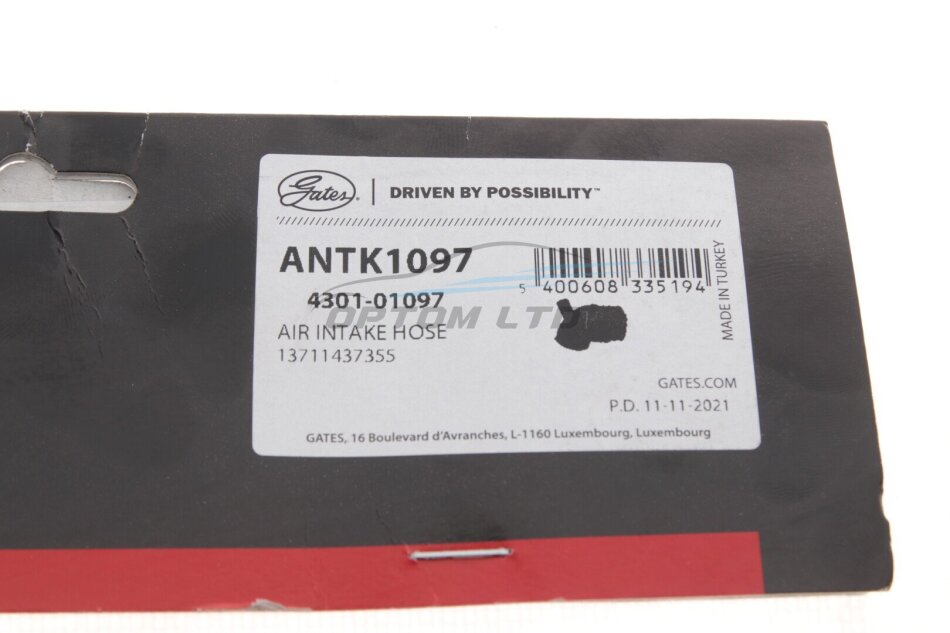 Gates® | DRIVEN BY POSSIBILITY™
ANTK1097
4301-01097
AIR INTAKE HOSE
13711437355
5 400608 335194
MADE IN TURKEY
OPTOM LTD
GATES.COM
P.D. 11-11-2021
GATES, 16 Boulevard d'Avranches, L-1160 Luxembourg, Luxembourg